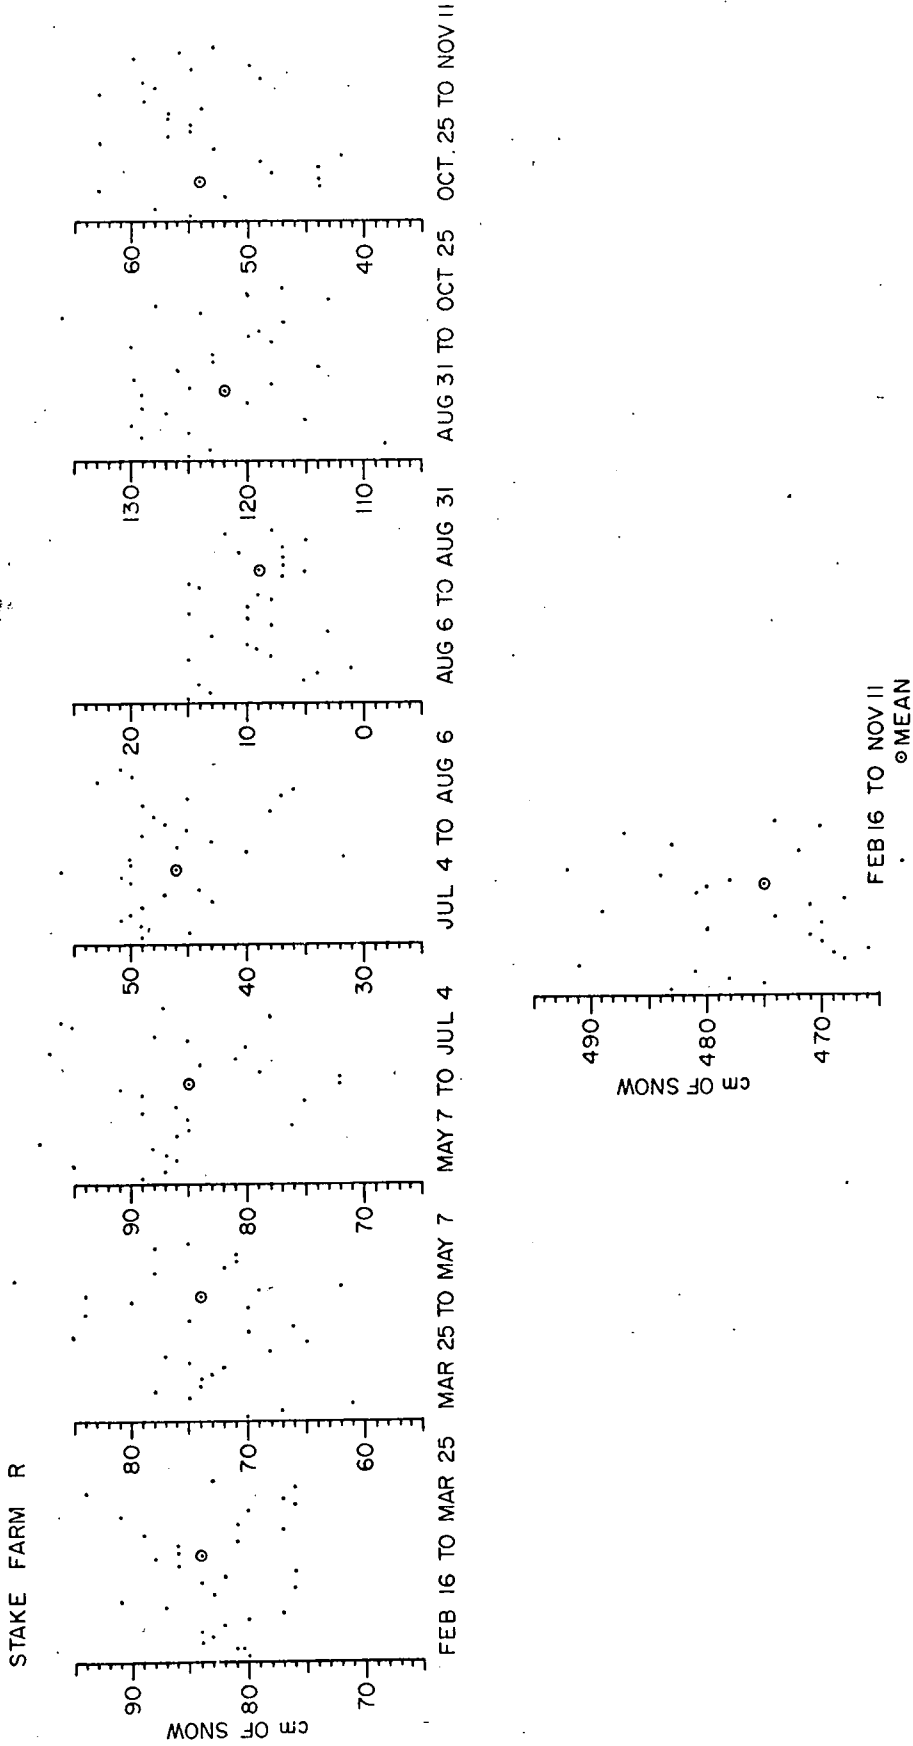 STAKE FARM R
cm OF SNOW
90
80
70
FEB 16 TO MAR 25
80
70
60
MAR 25 TO MAY 7
90
80
70
MAY 7 TO JUL 4
50
40
30
JUL 4 TO AUG 6
20
10
0
AUG 6 TO AUG 31
130
120
110
AUG 31 TO OCT 25
60
50
40
OCT. 25 TO NOV 11
cm OF SNOW
490
480
470
FEB 16 TO NOV 11
⊙ MEAN